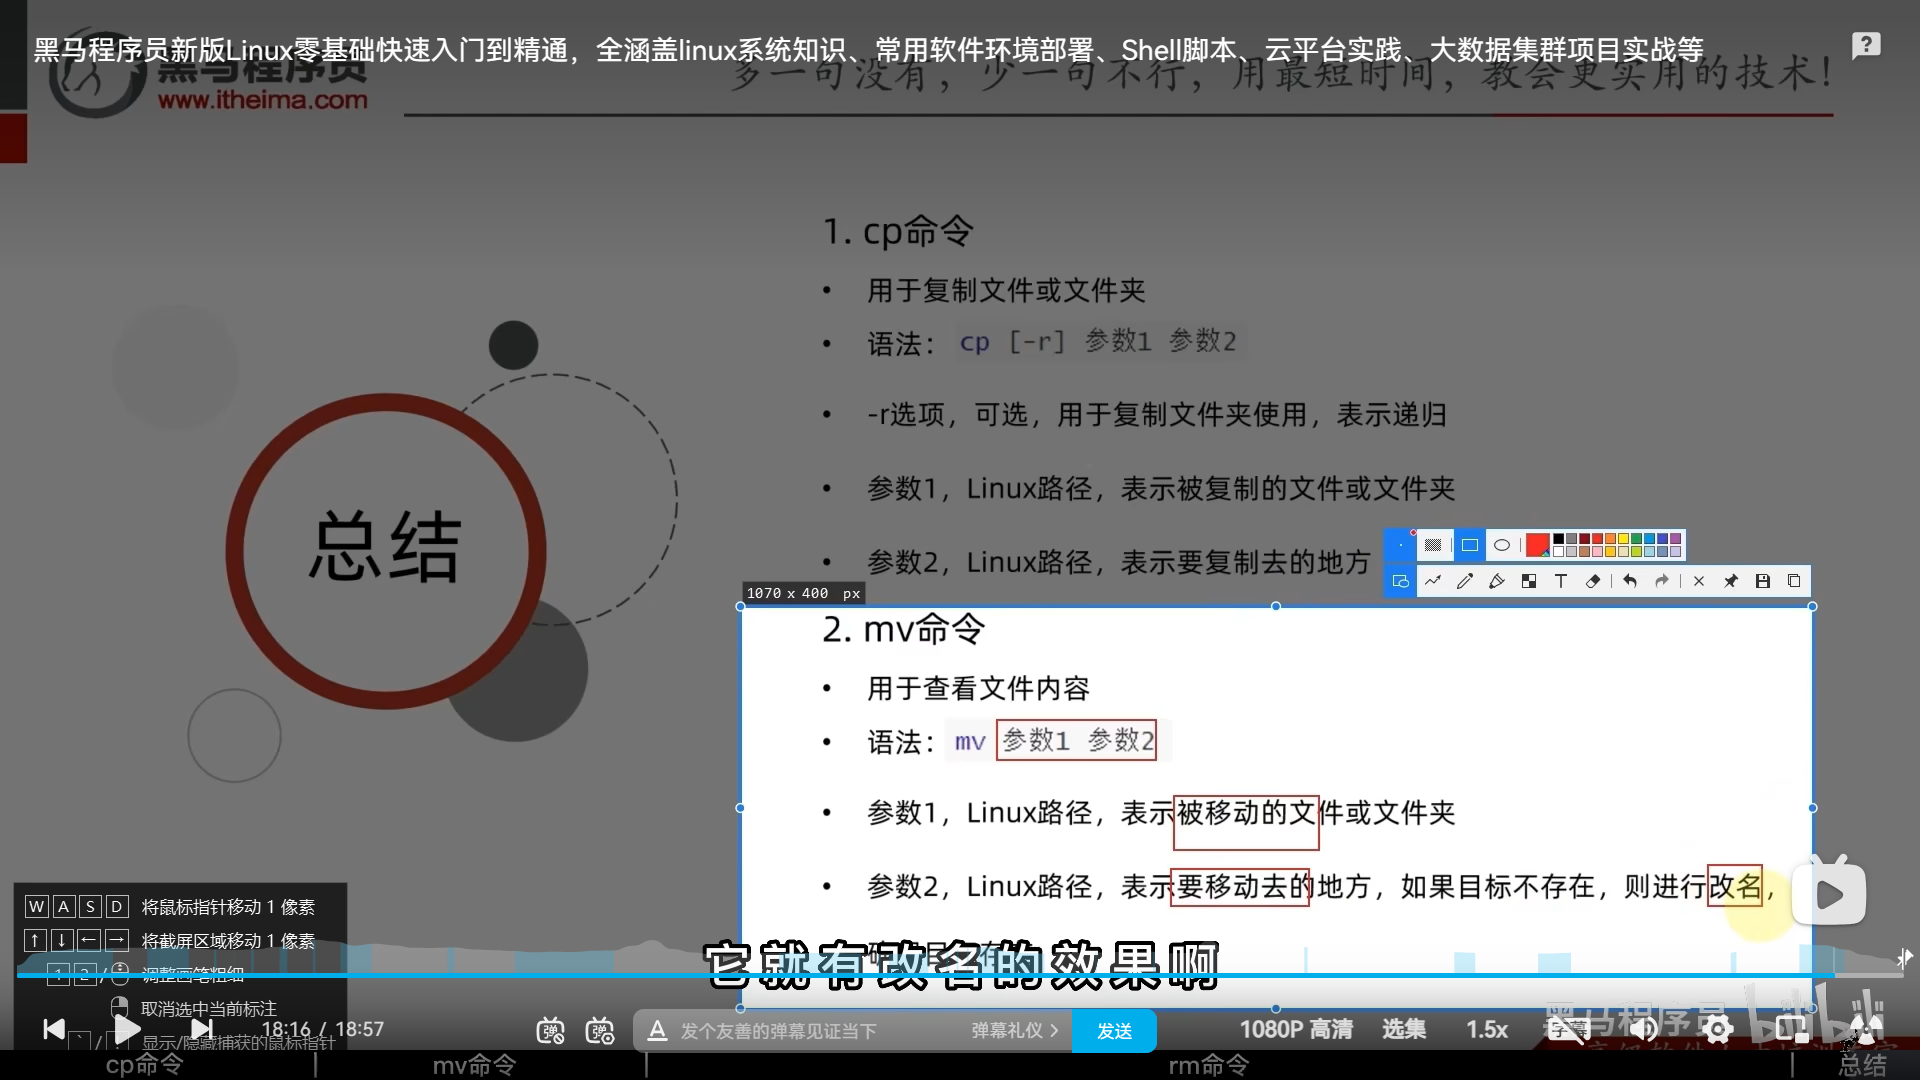 黑马程序员新版Linux零基础快速入门到精通，全涵盖linux系统知识、常用软件环境部署、Shell脚本、云平台实践、大数据集群项目实战等
黑马程序员
www.itheima.com
多一句没有，少一句不行，用最短时间，教会更实用的技术！
总结
1. cp命令
• 用于复制文件或文件夹
• 语法： cp [-r] 参数1 参数2
• -r选项，可选，用于复制文件夹使用，表示递归
• 参数1，Linux路径，表示被复制的文件或文件夹
• 参数2，Linux路径，表示要复制去的地方
T
1070 x 400 px
2. mv命令
• 用于查看文件内容
• 语法： mv 参数1 参数2
• 参数1，Linux路径，表示被移动的文件或文件夹
• 参数2，Linux路径，表示要移动去的地方，如果目标不存在，则进行改名，
它就有改名的效果啊
W A S D 将鼠标指针移动 1 像素
↑ ↓ ← → 将截屏区域移动 1 像素
1 2 / 调整画笔粗细
取消选中当前标注
显示/隐藏捕获的鼠标指针
18:16 / 18:57
弹 弹
A 发个友善的弹幕见证当下
弹幕礼仪 >
发送
1080P 高清
选集
1.5x
字幕
黑马程序员
bilibili
cp命令
mv命令
rm命令
总结